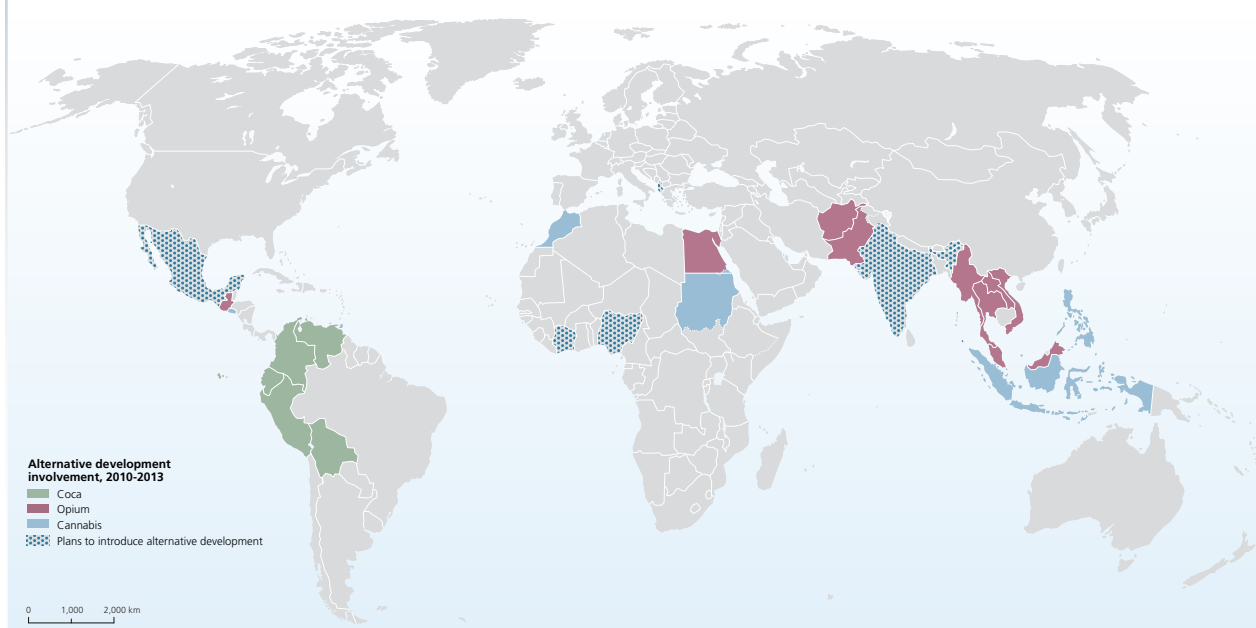 Alternative development
involvement, 2010-2013
Coca
Opium
Cannabis
Plans to introduce alternative development
0 1,000 2,000 km